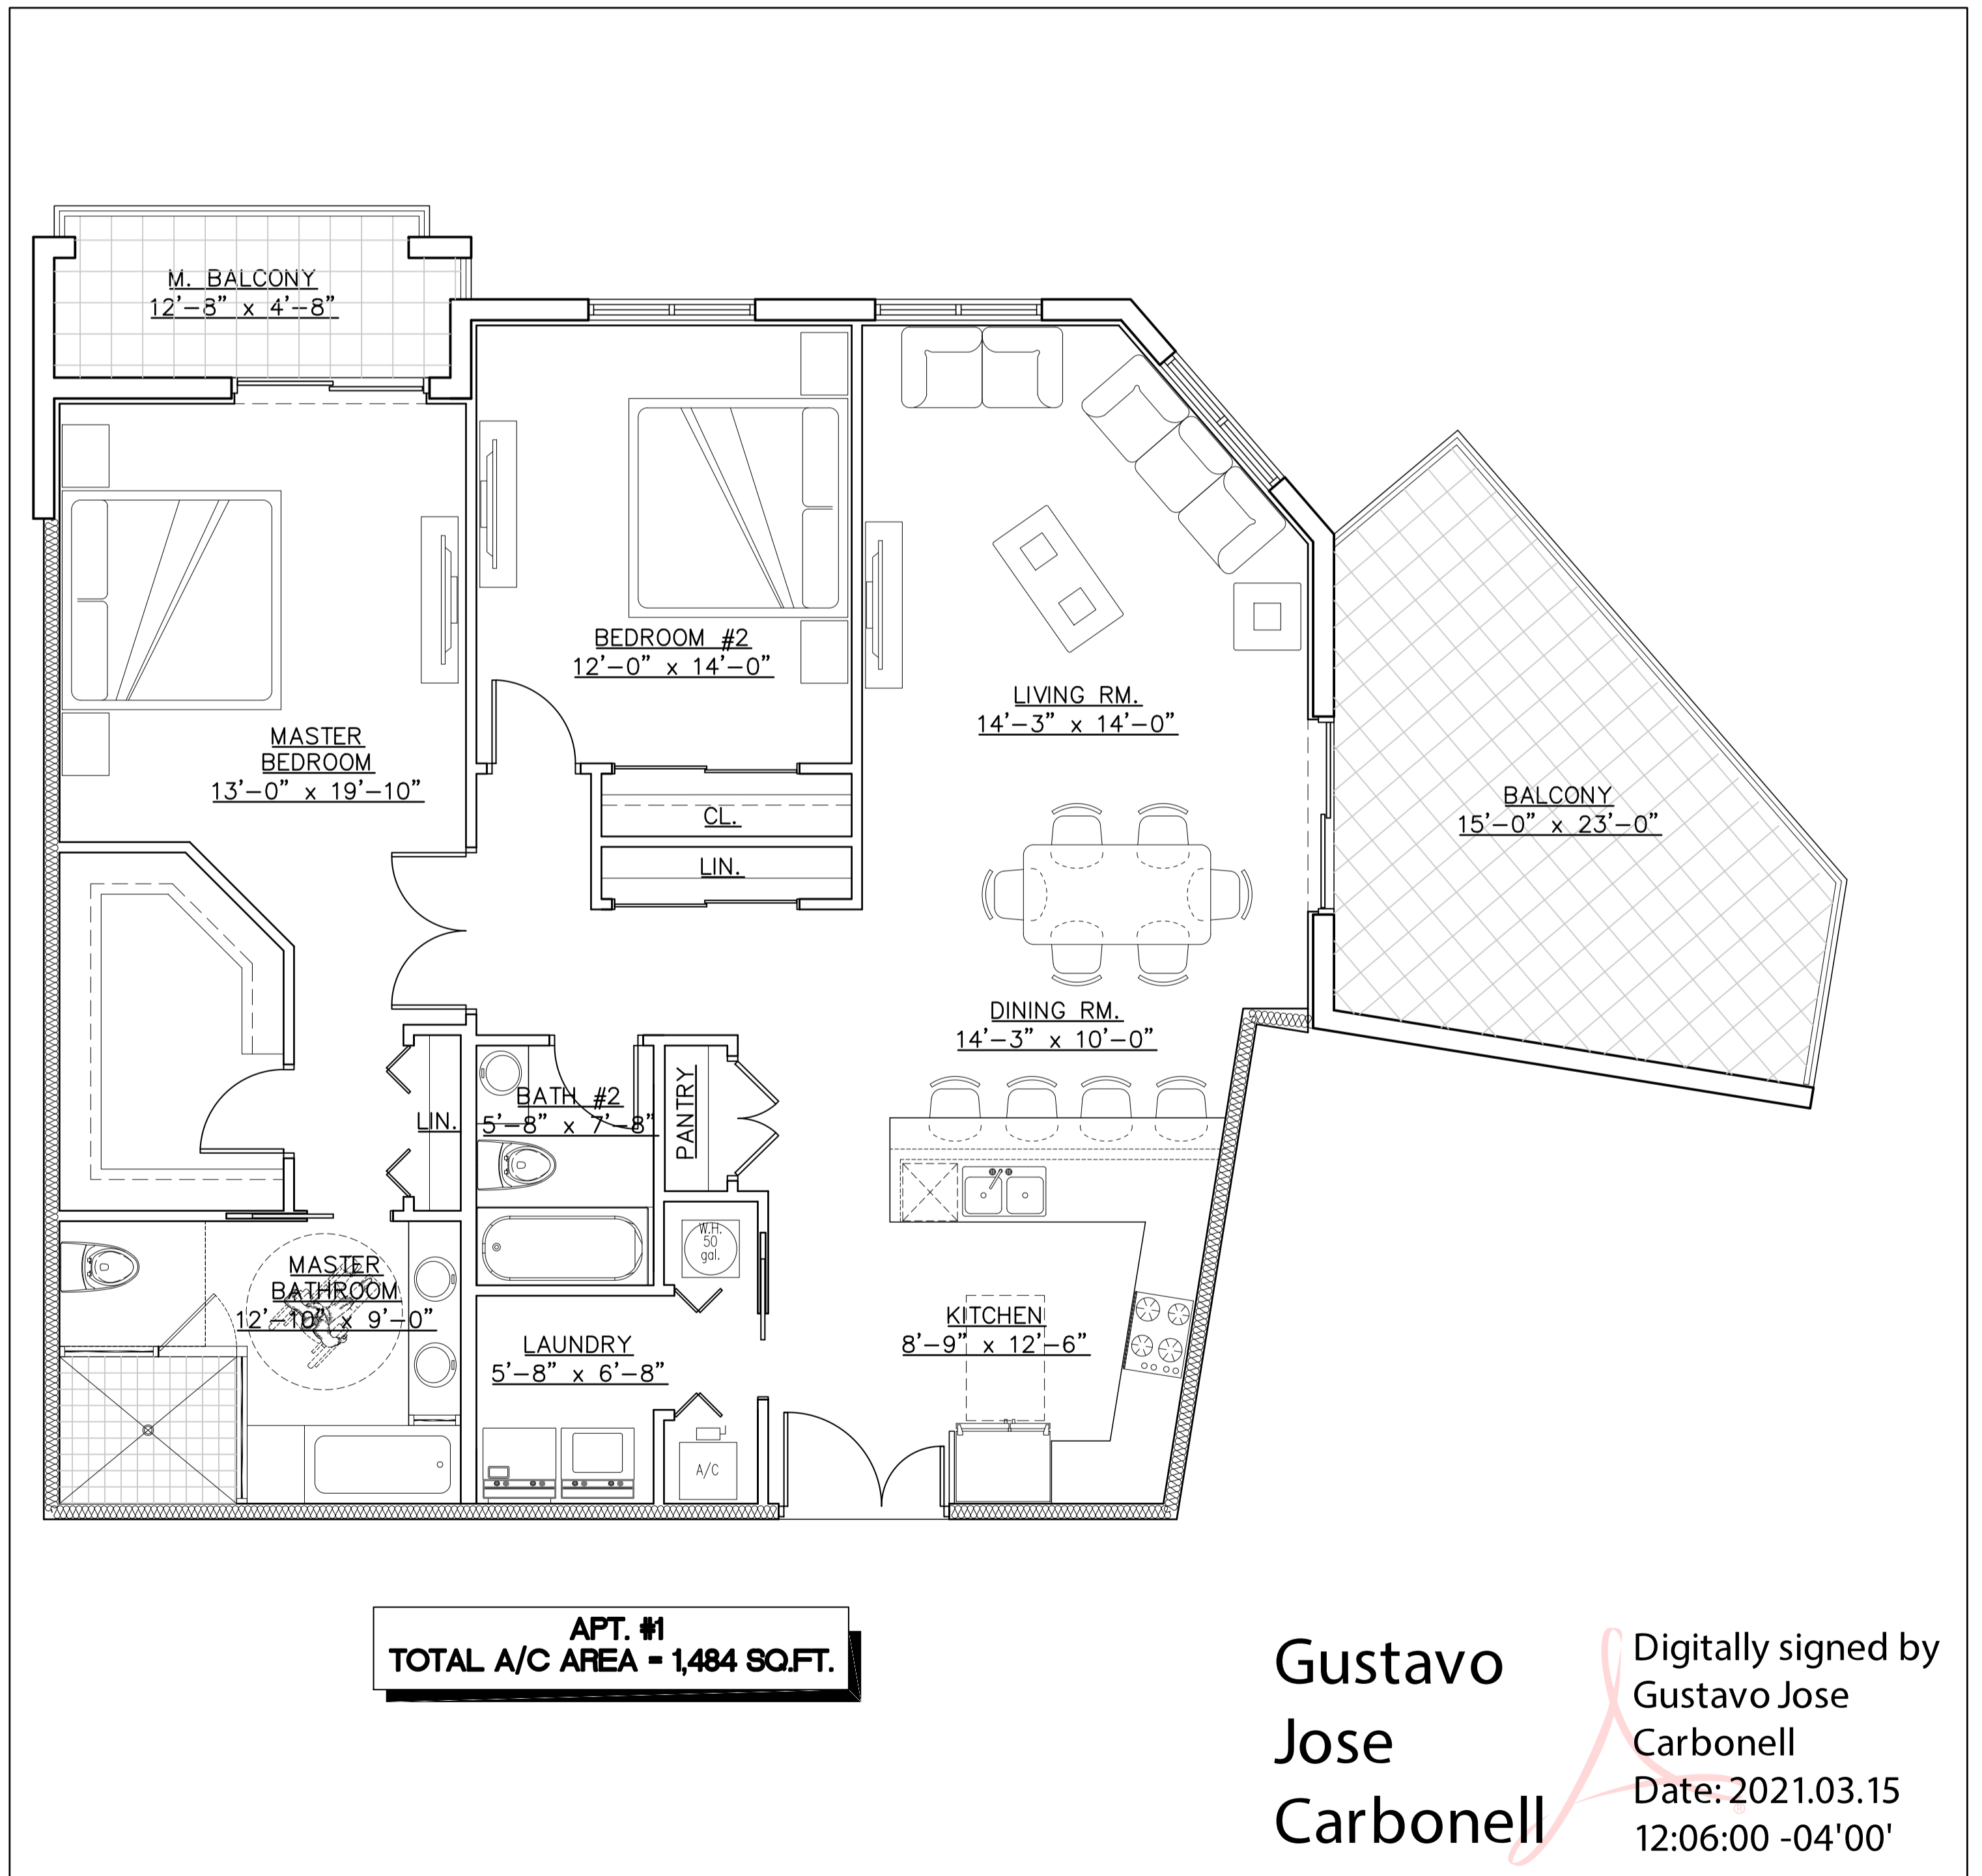 M. BALCONY
12'-8" x 4'-8"
BEDROOM #2
12'-0" x 14'-0"
LIVING RM.
14'-3" x 14'-0"
MASTER
BEDROOM
13'-0" x 19'-10"
BALCONY
15'-0" x 23'-0"
CL.
LIN.
DINING RM.
14'-3" x 10'-0"
LIN.
BATH #2
5'-8" x 7'-8"
PANTRY
W.H.
50
gal.
MASTER
BATHROOM
12'-10" x 9'-0"
LAUNDRY
5'-8" x 6'-8"
KITCHEN
8'-9" x 12'-6"
A/C
APT. #1
TOTAL A/C AREA = 1,484 SQ.FT.
Gustavo
Jose
Carbonell
Digitally signed by
Gustavo Jose
Carbonell
Date: 2021.03.15
12:06:00 -04'00'
®